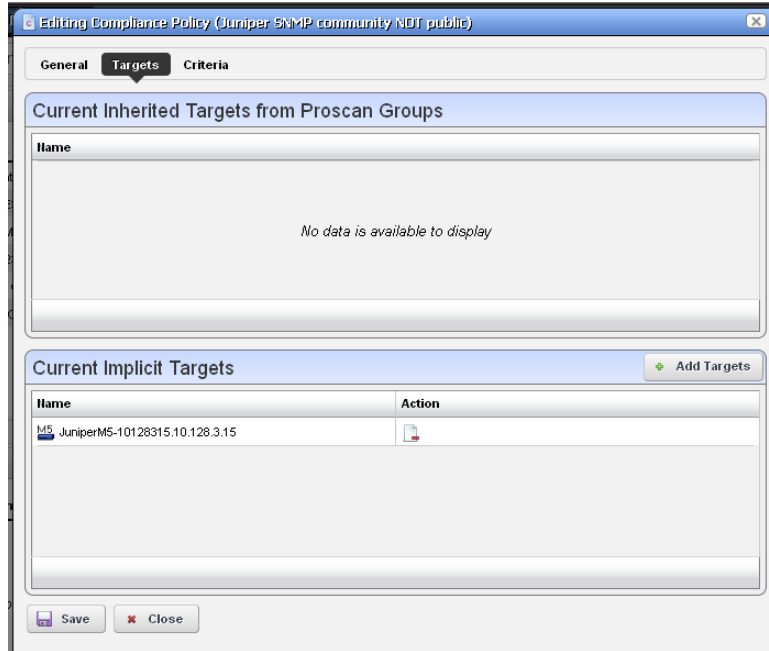 Editing Compliance Policy (Juniper SNMP community NOT public)
General Targets Criteria
Current Inherited Targets from Proscan Groups
Name
No data is available to display
Current Implicit Targets
Add Targets
Name Action
M5 JuniperM5-10128315.10.128.3.15
Save Close